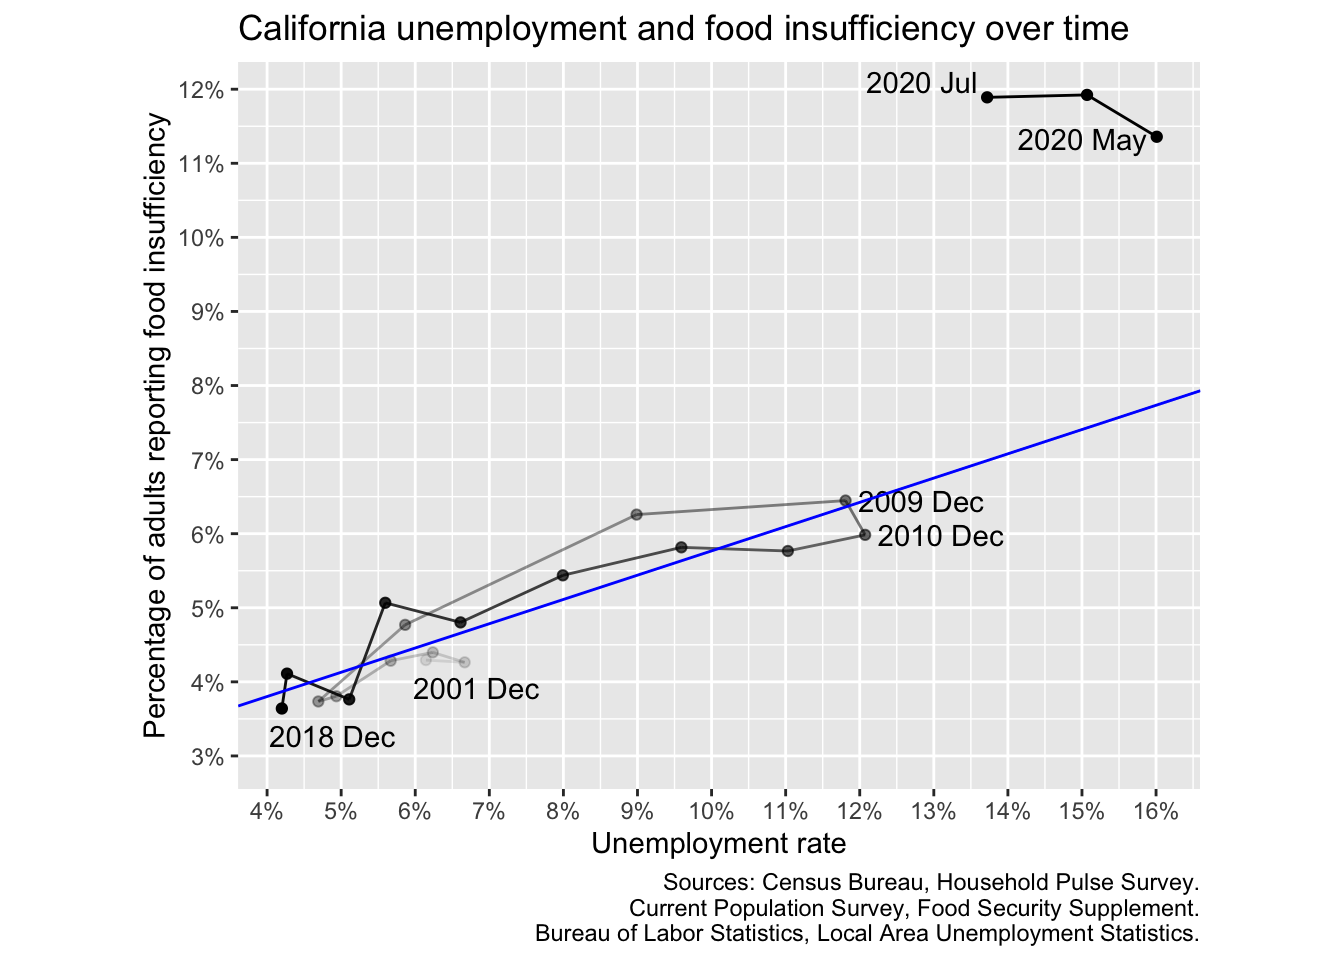 California unemployment and food insufficiency over time
Percentage of adults reporting food insufficiency
12%
11%
10%
9%
8%
7%
6%
5%
4%
3%
2020 Jul
2020 May
2009 Dec
2010 Dec
2001 Dec
2018 Dec
4% 5% 6% 7% 8% 9% 10% 11% 12% 13% 14% 15% 16%
Unemployment rate
Sources: Census Bureau, Household Pulse Survey.
Current Population Survey, Food Security Supplement.
Bureau of Labor Statistics, Local Area Unemployment Statistics.